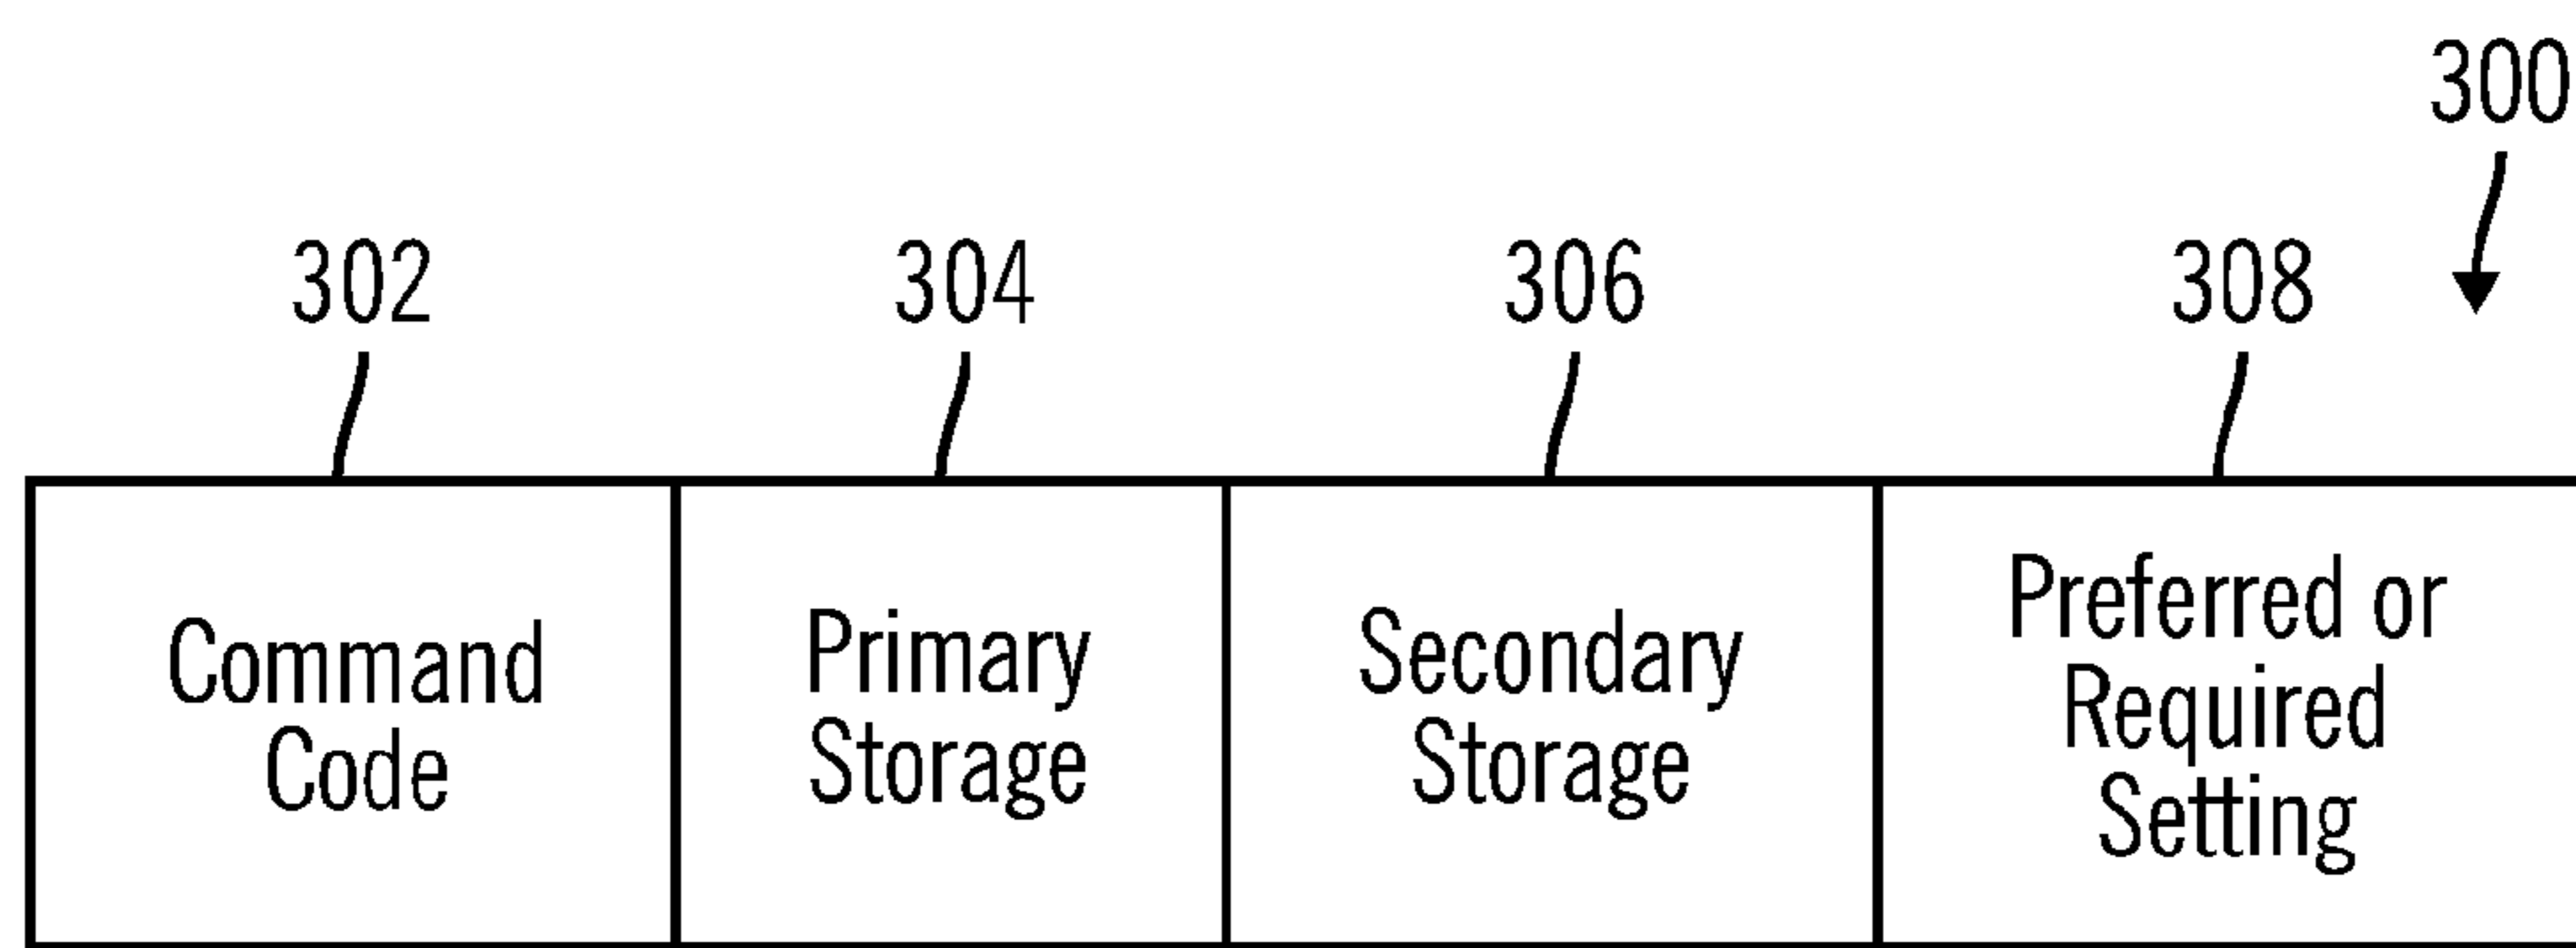 300
302
304
306
308
Command
Code
Primary
Storage
Secondary
Storage
Preferred or
Required
Setting